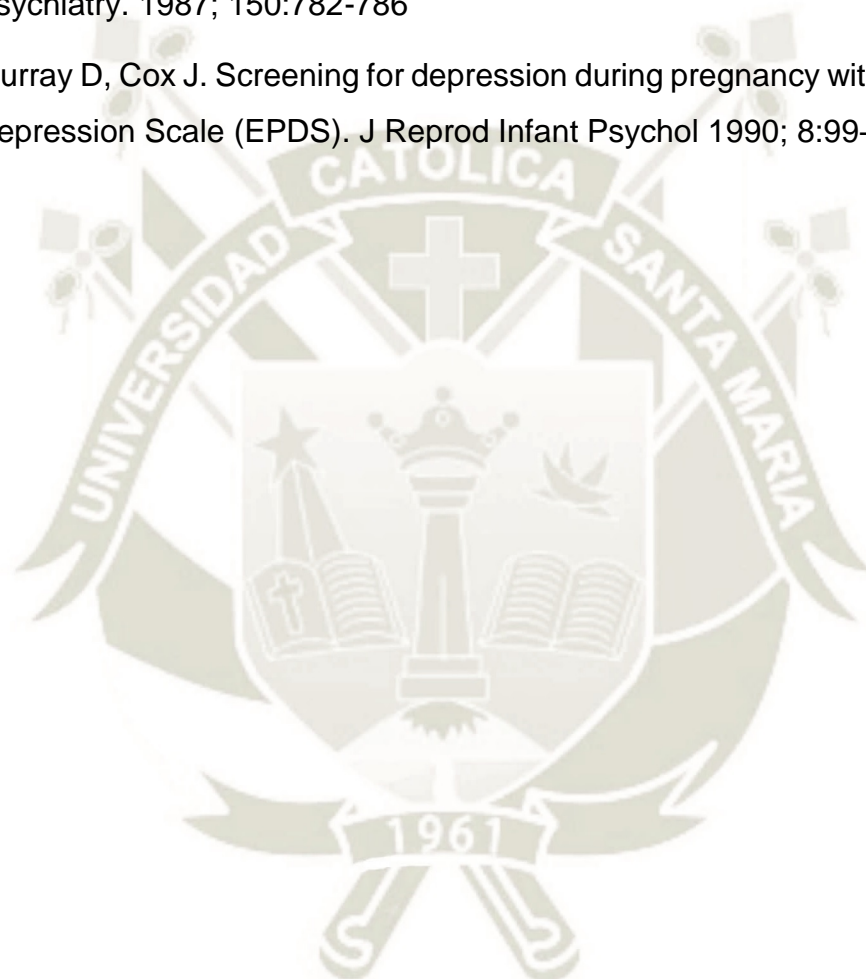 sychiatry. 1987; 150:782-786
urray D, Cox J. Screening for depression during pregnancy wit
epression Scale (EPDS). J Reprod Infant Psychol 1990; 8:99-
UNIVERSIDAD CATOLICA SANTA MARIA
1961